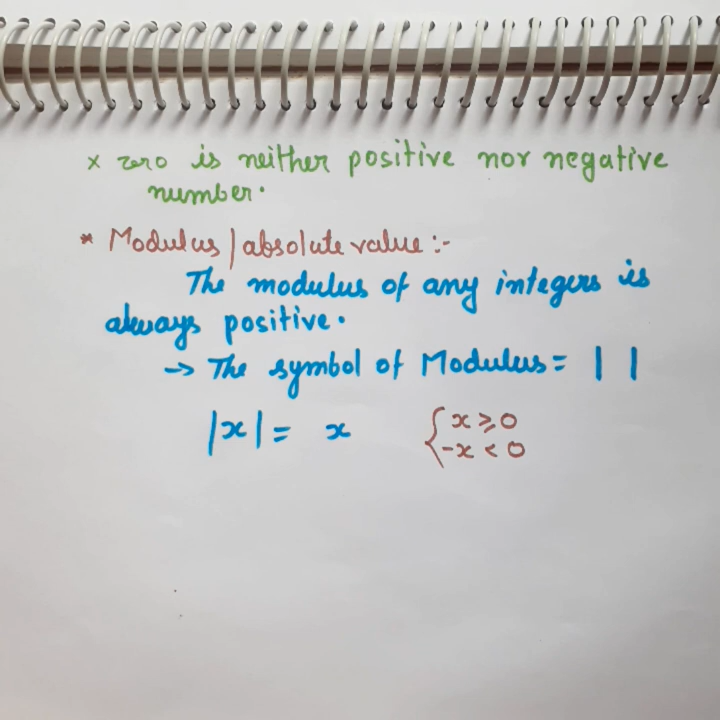 × zero is neither positive nor negative
number.
* Modulus / absolute value :-
The modulus of any integers is
always positive.
→ The symbol of Modulus = | |
|x| = x { x ≥ 0
-x < 0